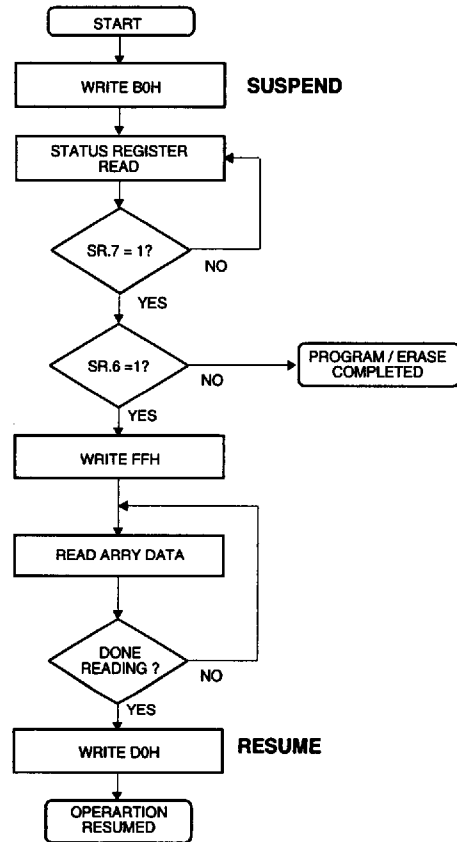 START
WRITE B0H
SUSPEND
STATUS REGISTER
READ
SR.7 = 1?
NO
YES
SR.6 =1?
NO
PROGRAM / ERASE
COMPLETED
YES
WRITE FFH
READ ARRY DATA
DONE
READING ?
NO
YES
WRITE D0H
RESUME
OPERARTION
RESUMED